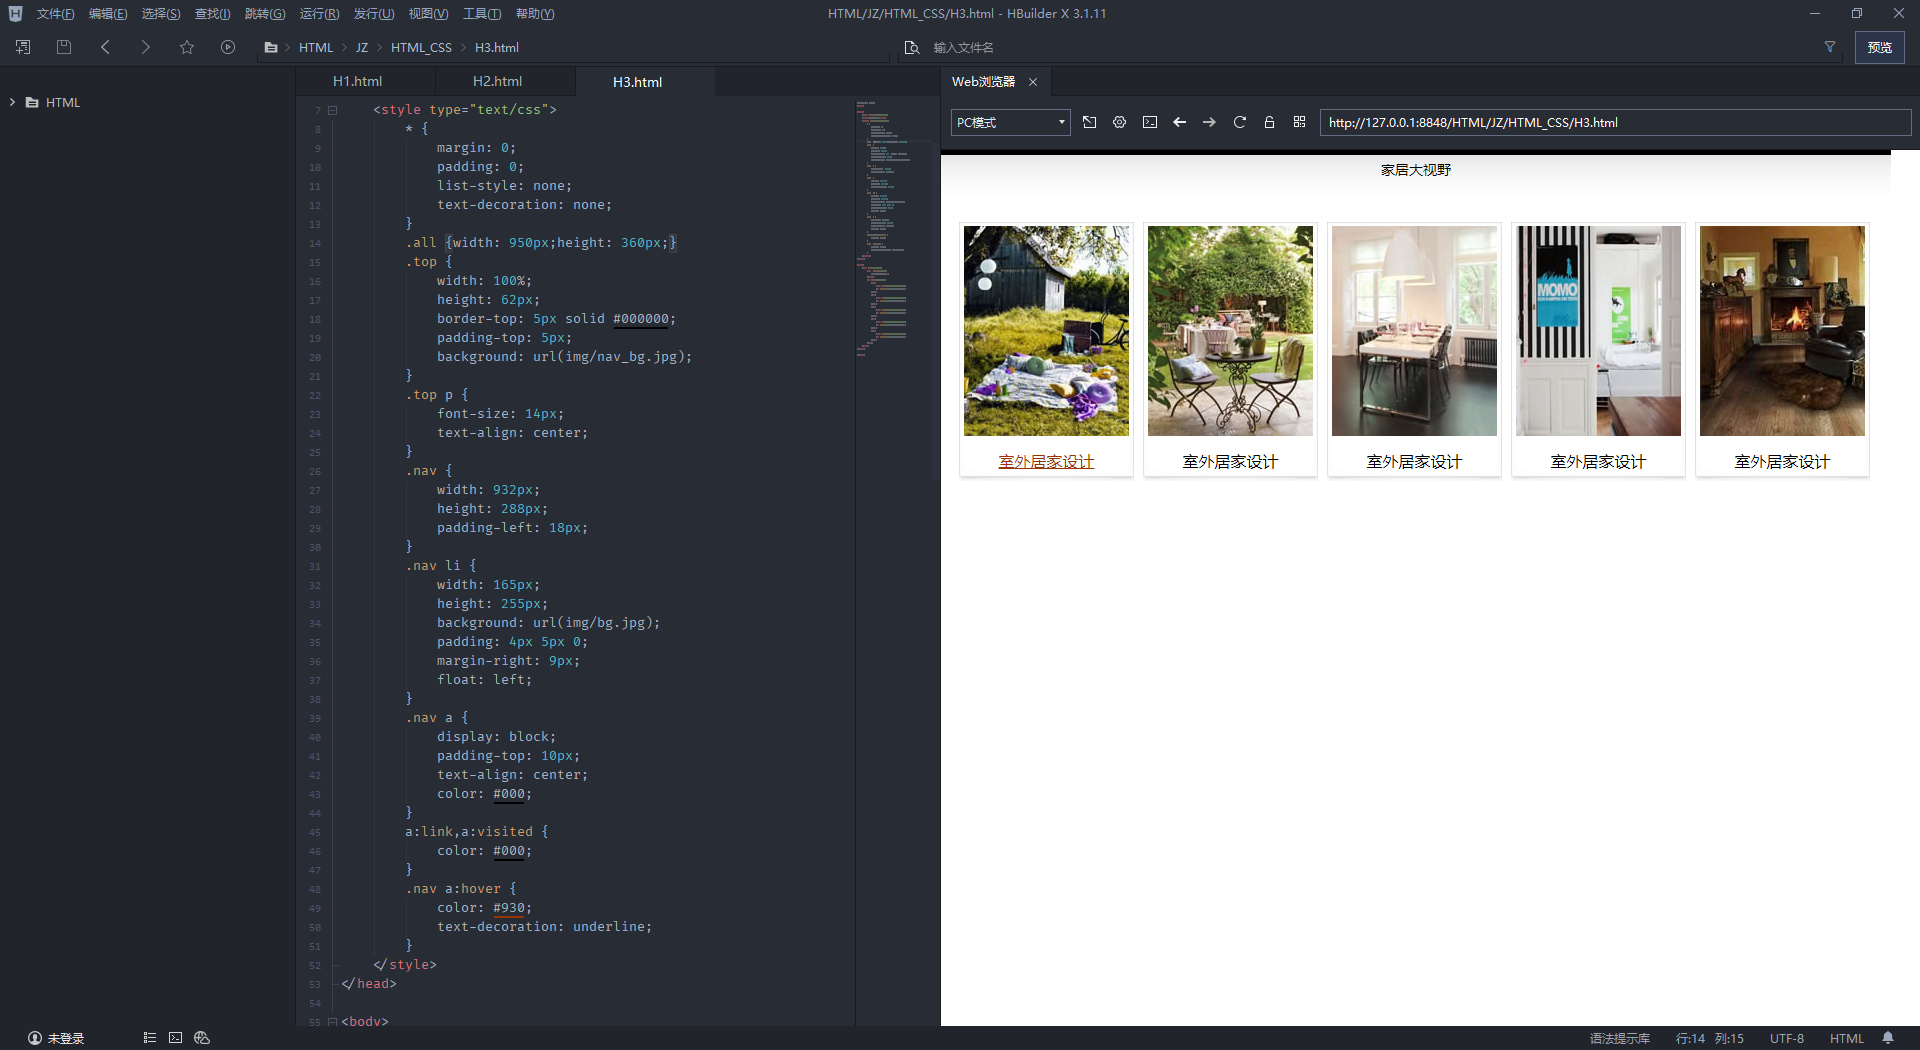 文件(F) 编辑(E) 选择(S) 查找(I) 跳转(G) 运行(R) 发行(U) 视图(V) 工具(T) 帮助(Y)
HTML/JZ/HTML_CSS/H3.html - HBuilder X 3.1.11
HTML JZ HTML_CSS H3.html
输入文件名
预览
HTML
H1.html H2.html H3.html
7 <style type="text/css">
8 * {
9 margin: 0;
10 padding: 0;
11 list-style: none;
12 text-decoration: none;
13 }
14 .all {width: 950px;height: 360px;}
15 .top {
16 width: 100%;
17 height: 62px;
18 border-top: 5px solid #000000;
19 padding-top: 5px;
20 background: url(img/nav_bg.jpg);
21 }
22 .top p {
23 font-size: 14px;
24 text-align: center;
25 }
26 .nav {
27 width: 932px;
28 height: 288px;
29 padding-left: 18px;
30 }
31 .nav li {
32 width: 165px;
33 height: 255px;
34 background: url(img/bg.jpg);
35 padding: 4px 5px 0;
36 margin-right: 9px;
37 float: left;
38 }
39 .nav a {
40 display: block;
41 padding-top: 10px;
42 text-align: center;
43 color: #000;
44 }
45 a:link,a:visited {
46 color: #000;
47 }
48 .nav a:hover {
49 color: #930;
50 text-decoration: underline;
51 }
52 </style>
53 </head>
54
55 <body>
Web浏览器
PC模式
http://127.0.0.1:8848/HTML/JZ/HTML_CSS/H3.html
家居大视野
MOMO
室外居家设计 室外居家设计 室外居家设计 室外居家设计 室外居家设计
未登录
语法提示库 行:14 列:15 UTF-8 HTML